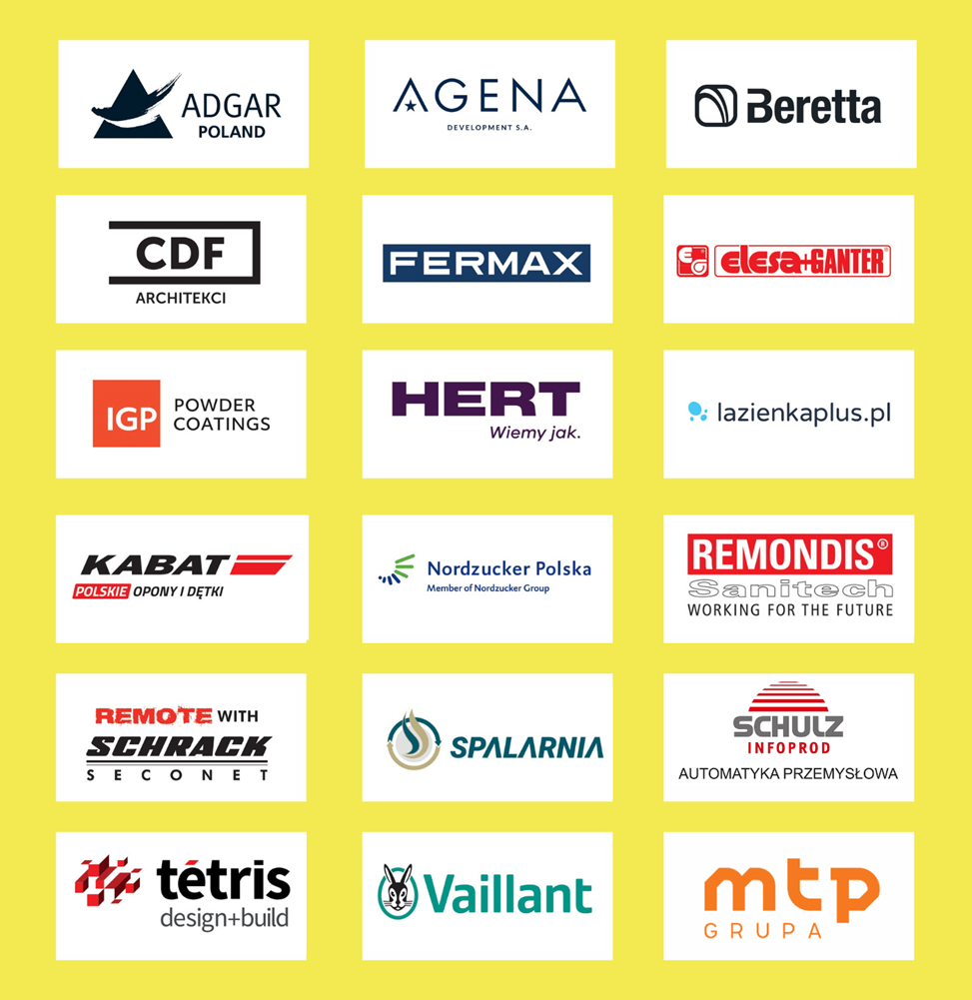 ADGAR
POLAND
AGENA
DEVELOPMENT S.A.
Beretta
CDF
ARCHITEKCI
FERMAX
elesa+GANTER®
IGP
POWDER
COATINGS
HERT
Wiemy jak.
lazienkaplus.pl
KABAT
POLSKIE OPONY I DĘTKI
Nordzucker Polska
Member of Nordzucker Group
REMONDIS®
Sanitech
WORKING FOR THE FUTURE
REMOTE WITH
SCHRACK
SECONET
SPALARNIA
SCHULZ
INFOPROD
AUTOMATYKA PRZEMYSŁOWA
tétris
design+build
Vaillant
mtp
GRUPA